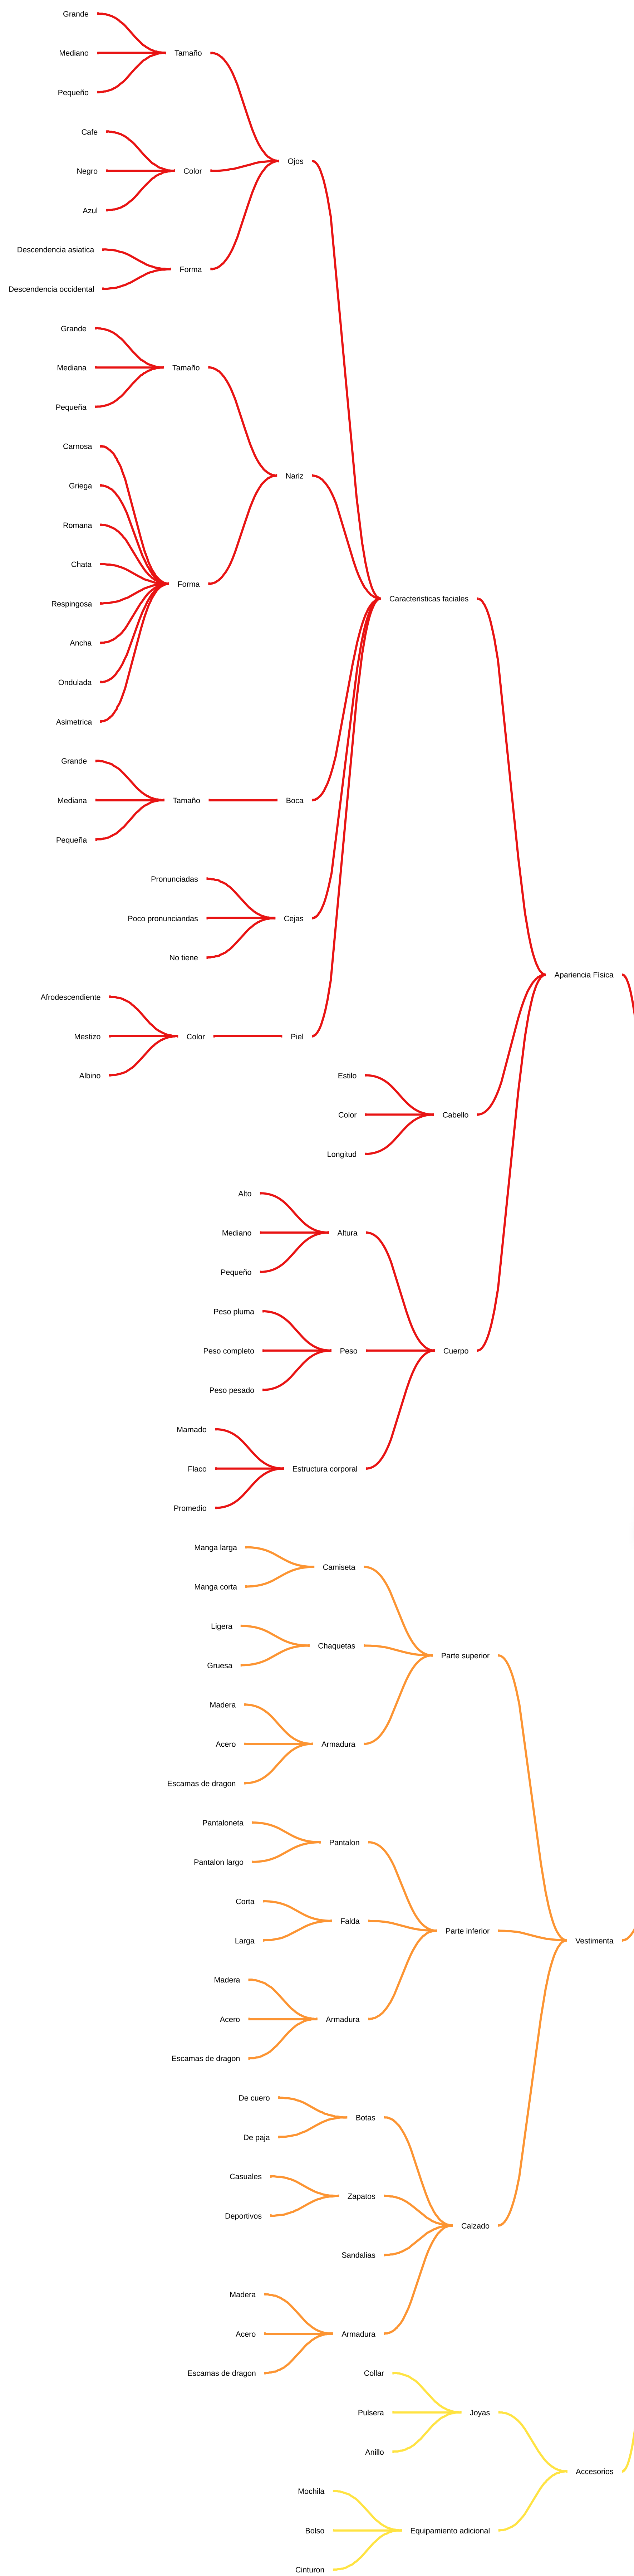 Grande
Mediano
Tamaño
Pequeño
Cafe
Ojos
Negro
Color
Azul
Descendencia asiatica
Forma
Descendencia occidental
Grande
Mediana
Tamaño
Pequeña
Carnosa
Nariz
Griega
Romana
Chata
Forma
Respingosa
Caracteristicas faciales
Ancha
Ondulada
Asimetrica
Grande
Mediana
Tamaño
Boca
Pequeña
Pronunciadas
Poco pronunciandas
Cejas
No tiene
Apariencia Física
Afrodescendiente
Mestizo
Color
Piel
Albino
Estilo
Color
Cabello
Longitud
Alto
Mediano
Altura
Pequeño
Peso pluma
Peso completo
Peso
Cuerpo
Peso pesado
Mamado
Flaco
Estructura corporal
Promedio
Manga larga
Camiseta
Manga corta
Ligera
Chaquetas
Parte superior
Gruesa
Madera
Acero
Armadura
Escamas de dragon
Pantaloneta
Pantalon
Pantalon largo
Corta
Falda
Parte inferior
Larga
Vestimenta
Madera
Acero
Armadura
Escamas de dragon
De cuero
Botas
De paja
Casuales
Zapatos
Deportivos
Calzado
Sandalias
Madera
Acero
Armadura
Escamas de dragon
Collar
Pulsera
Joyas
Anillo
Accesorios
Mochila
Bolso
Equipamiento adicional
Cinturon